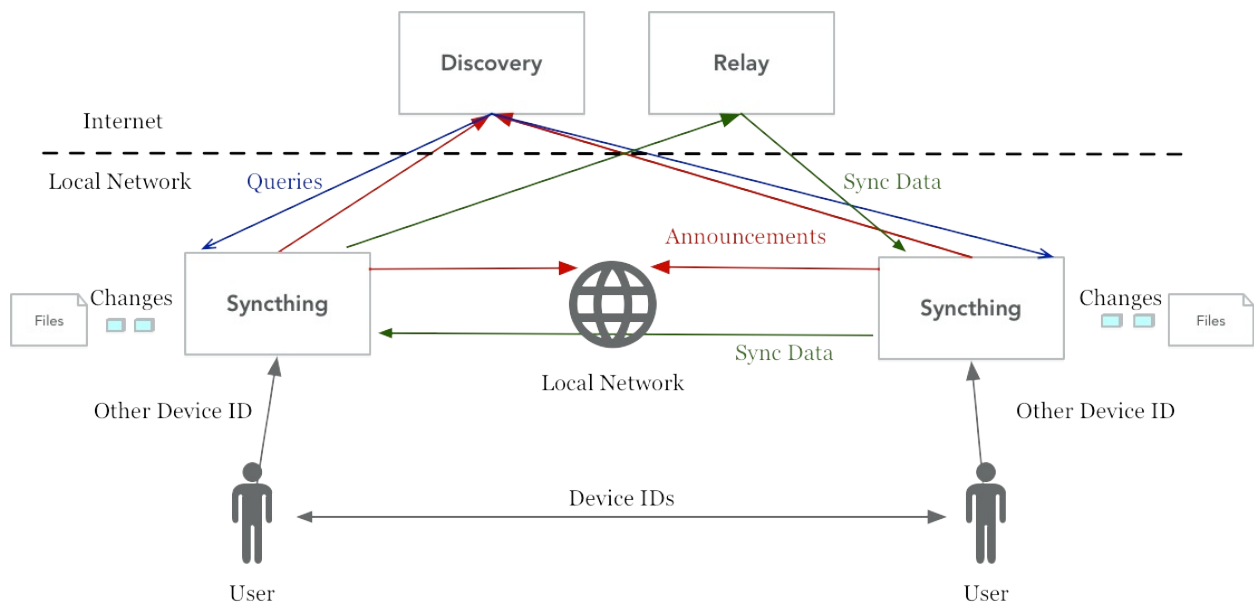 Discovery
Relay
Internet
Local Network
Queries
Sync Data
Announcements
Files
Changes
Syncthing
Syncthing
Changes
Files
Sync Data
Local Network
Other Device ID
Other Device ID
Device IDs
User
User